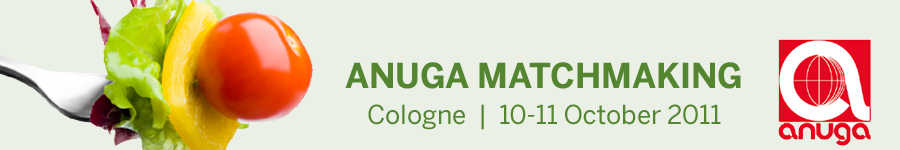 ANUGA MATCHMAKING
Cologne | 10-11 October 2011
anuga